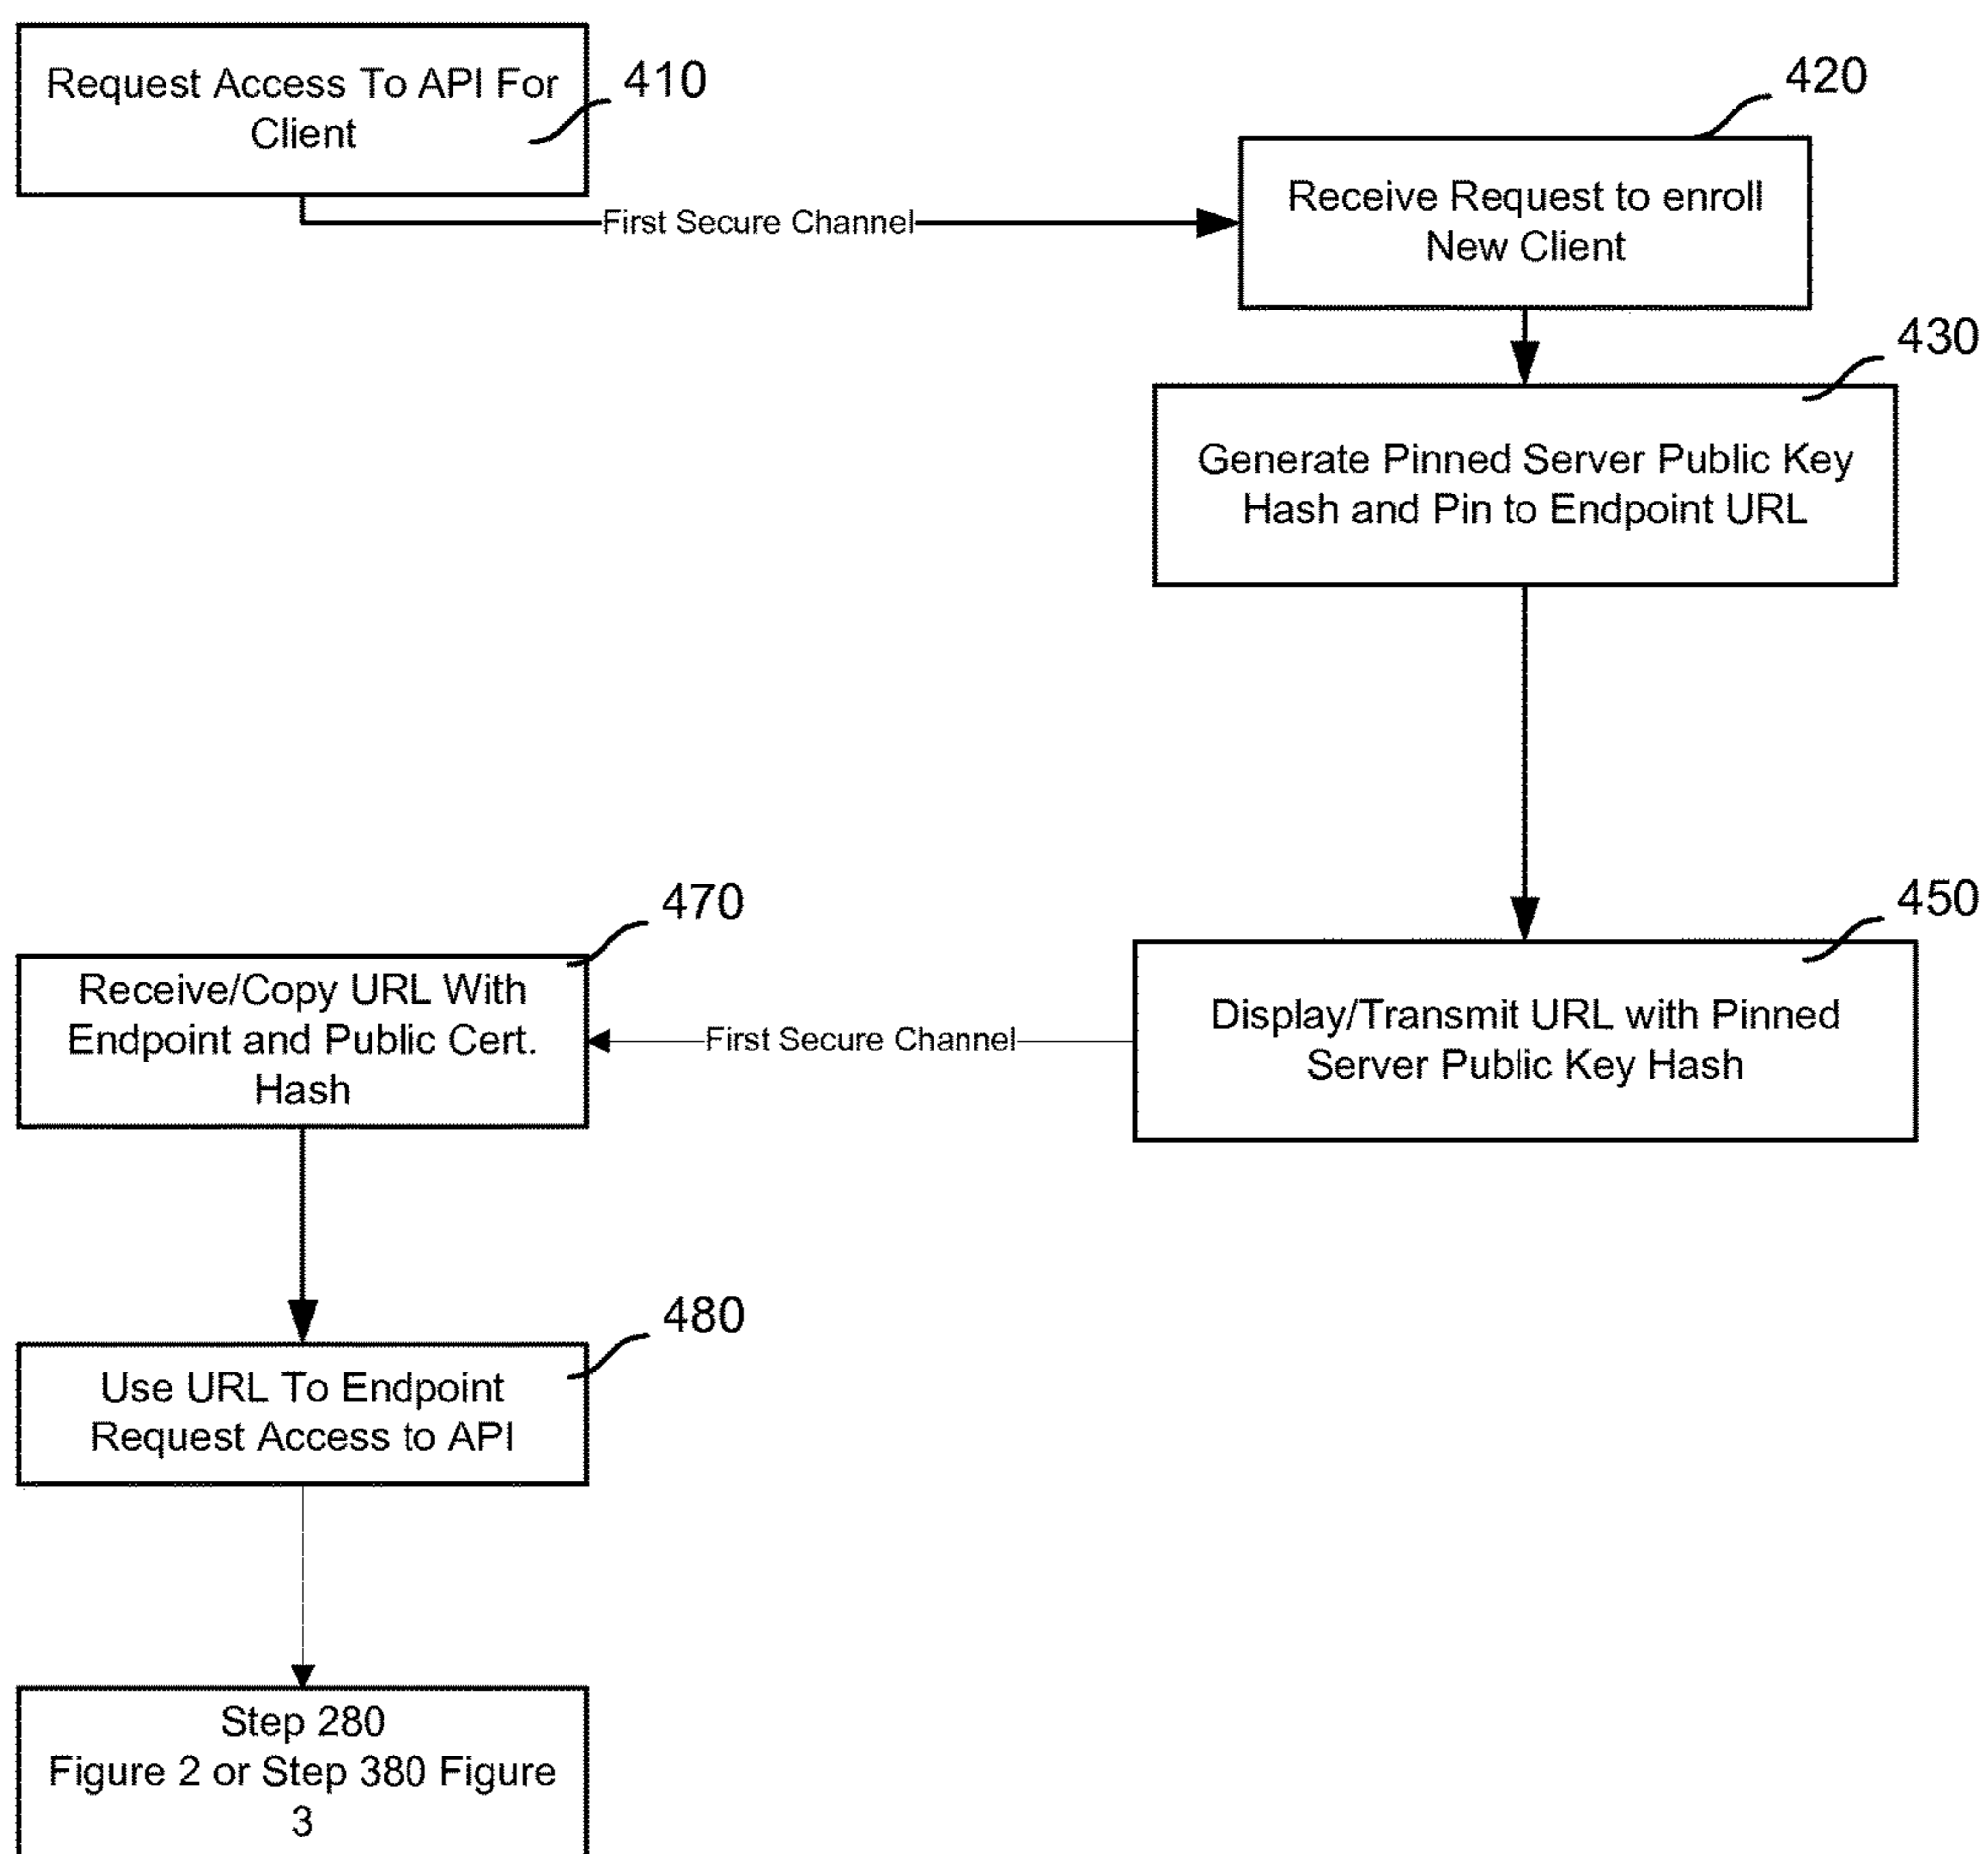 Request Access To API For
Client
410
420
First Secure Channel
Receive Request to enroll
New Client
430
Generate Pinned Server Public Key
Hash and Pin to Endpoint URL
470
450
Receive/Copy URL With
Endpoint and Public Cert.
Hash
First Secure Channel
Display/Transmit URL with Pinned
Server Public Key Hash
480
Use URL To Endpoint
Request Access to API
Step 280
Figure 2 or Step 380 Figure
3